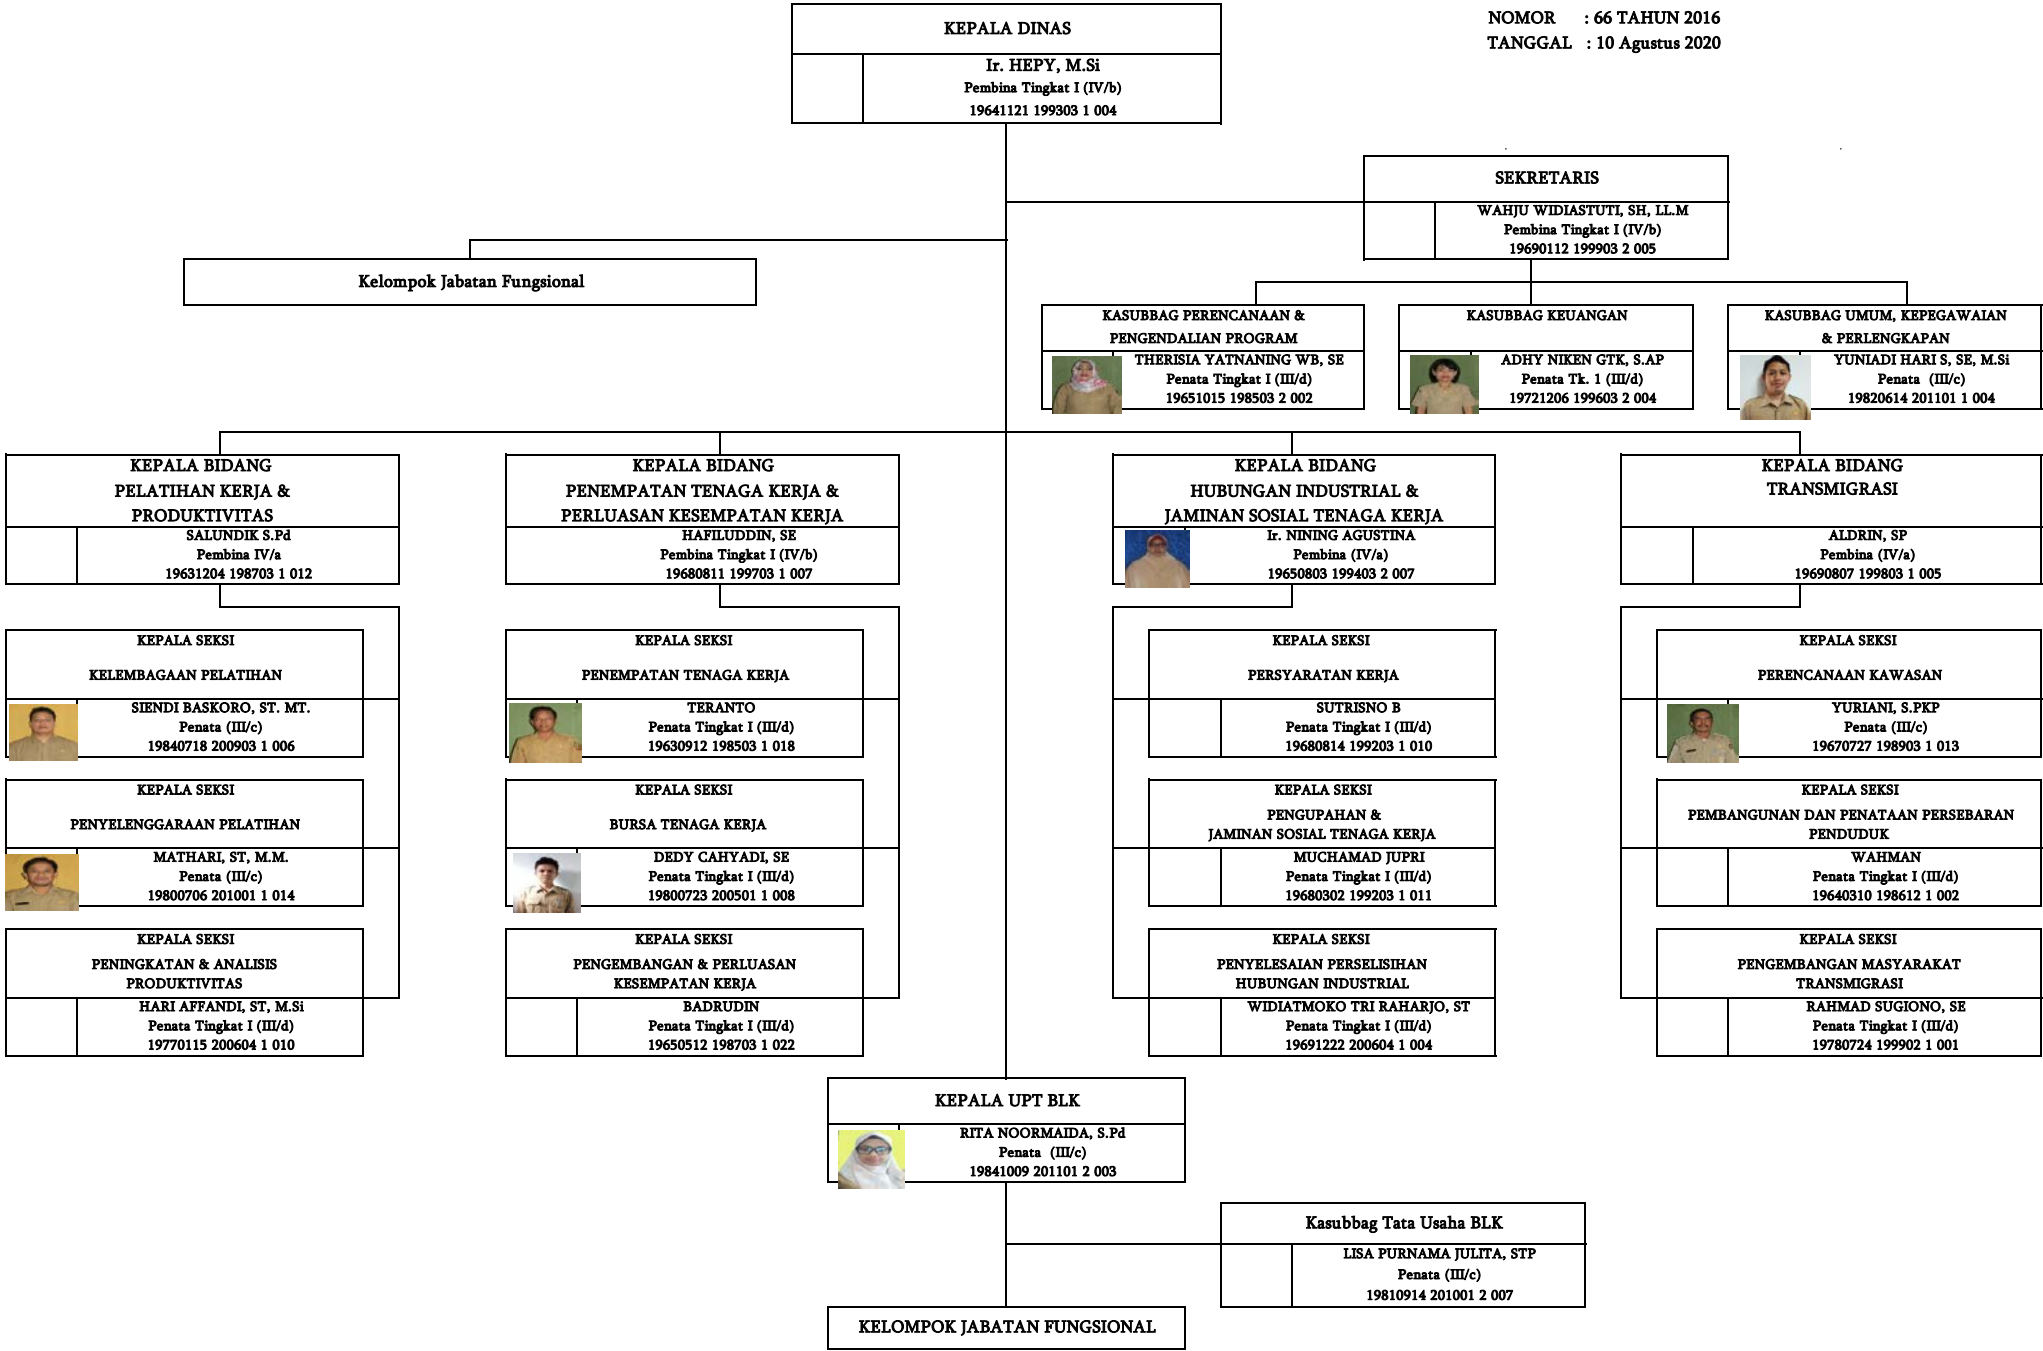 NOMOR : 66 TAHUN 2016
TANGGAL : 10 Agustus 2020
KEPALA DINAS
Ir. HEPY, M.Si
Pembina Tingkat I (IV/b)
19641121 199303 1 004
SEKRETARIS
WAHJU WIDIASTUTI, SH, LL.M
Pembina Tingkat I (IV/b)
19690112 199903 2 005
Kelompok Jabatan Fungsional
KASUBBAG PERENCANAAN &
PENGENDALIAN PROGRAM
THERISIA YATNANING WB, SE
Penata Tingkat I (III/d)
19651015 198503 2 002
KASUBBAG KEUANGAN
ADHY NIKEN GTK, S.AP
Penata Tk. 1 (III/d)
19721206 199603 2 004
KASUBBAG UMUM, KEPEGAWAIAN
& PERLENGKAPAN
YUNIADI HARI S, SE, M.Si
Penata (III/c)
19820614 201101 1 004
KEPALA BIDANG
PELATIHAN KERJA &
PRODUKTIVITAS
SALUNDIK S.Pd
Pembina IV/a
19631204 198703 1 012
KEPALA BIDANG
PENEMPATAN TENAGA KERJA &
PERLUASAN KESEMPATAN KERJA
HAFILUDDIN, SE
Pembina Tingkat I (IV/b)
19680811 199703 1 007
KEPALA BIDANG
HUBUNGAN INDUSTRIAL &
JAMINAN SOSIAL TENAGA KERJA
Ir. NINING AGUSTINA
Pembina (IV/a)
19650803 199403 2 007
KEPALA BIDANG
TRANSMIGRASI
ALDRIN, SP
Pembina (IV/a)
19690807 199803 1 005
KEPALA SEKSI
KELEMBAGAAN PELATIHAN
SIENDI BASKORO, ST. MT.
Penata (III/c)
19840718 200903 1 006
KEPALA SEKSI
PENEMPATAN TENAGA KERJA
TERANTO
Penata Tingkat I (III/d)
19630912 198503 1 018
KEPALA SEKSI
PERSYARATAN KERJA
SUTRISNO B
Penata Tingkat I (III/d)
19680814 199203 1 010
KEPALA SEKSI
PERENCANAAN KAWASAN
YURIANI, S.PKP
Penata (III/c)
19670727 198903 1 013
KEPALA SEKSI
PENYELENGGARAAN PELATIHAN
MATHARI, ST, M.M.
Penata (III/c)
19800706 201001 1 014
KEPALA SEKSI
BURSA TENAGA KERJA
DEDY CAHYADI, SE
Penata Tingkat I (III/d)
19800723 200501 1 008
KEPALA SEKSI
PENGUPAHAN &
JAMINAN SOSIAL TENAGA KERJA
MUCHAMAD JUPRI
Penata Tingkat I (III/d)
19680302 199203 1 011
KEPALA SEKSI
PEMBANGUNAN DAN PENATAAN PERSEBARAN
PENDUDUK
WAHMAN
Penata Tingkat I (III/d)
19640310 198612 1 002
KEPALA SEKSI
PENINGKATAN & ANALISIS
PRODUKTIVITAS
HARI AFFANDI, ST, M.Si
Penata Tingkat I (III/d)
19770115 200604 1 010
KEPALA SEKSI
PENGEMBANGAN & PERLUASAN
KESEMPATAN KERJA
BADRUDIN
Penata Tingkat I (III/d)
19650512 198703 1 022
KEPALA SEKSI
PENYELESAIAN PERSELISIHAN
HUBUNGAN INDUSTRIAL
WIDIATMOKO TRI RAHARJO, ST
Penata Tingkat I (III/d)
19691222 200604 1 004
KEPALA SEKSI
PENGEMBANGAN MASYARAKAT
TRANSMIGRASI
RAHMAD SUGIONO, SE
Penata Tingkat I (III/d)
19780724 199902 1 001
KEPALA UPT BLK
RITA NOORMAIDA, S.Pd
Penata (III/c)
19841009 201101 2 003
Kasubbag Tata Usaha BLK
LISA PURNAMA JULITA, STP
Penata (III/c)
19810914 201001 2 007
KELOMPOK JABATAN FUNGSIONAL